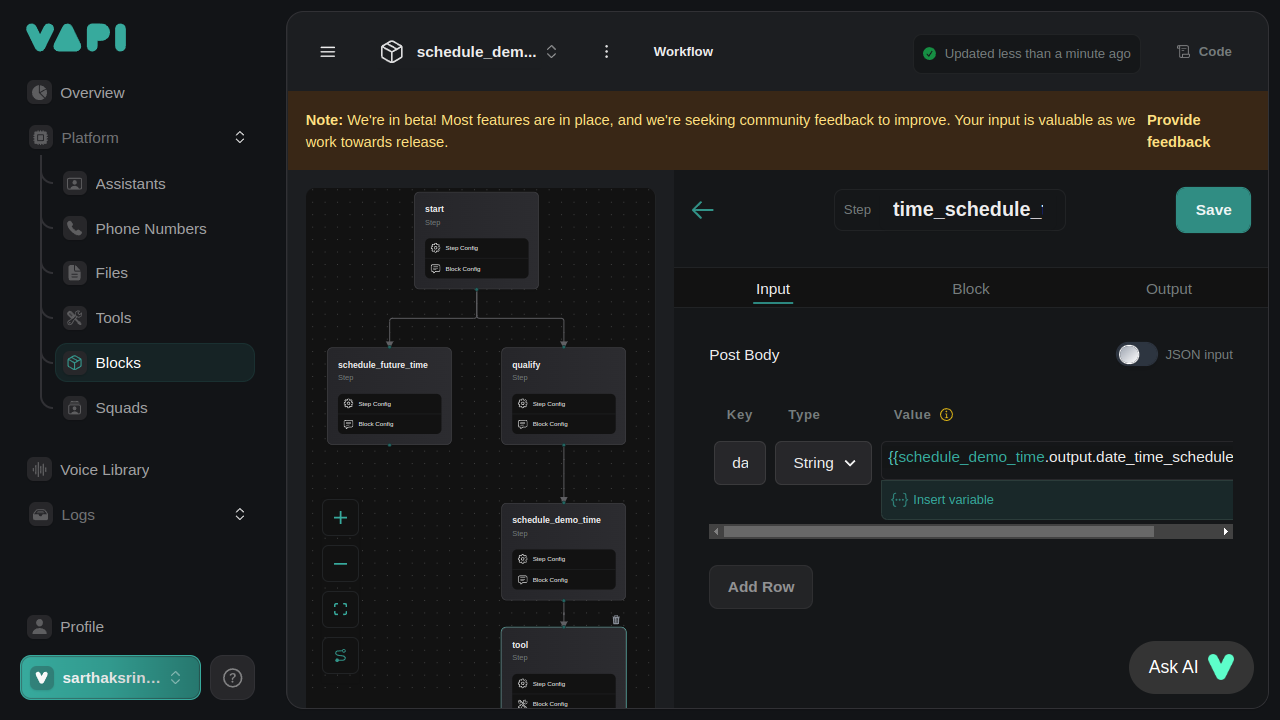 VAPI
Overview
Platform
Assistants
Phone Numbers
Files
Tools
Blocks
Squads
Voice Library
Logs
Profile
sarthaksrin...
schedule_dem...
Workflow
Updated less than a minute ago
Code
Note: We're in beta! Most features are in place, and we're seeking community feedback to improve. Your input is valuable as we
work towards release.
Provide
feedback
start
Step
Step Config
Block Config
schedule_future_time
Step
Step Config
Block Config
qualify
Step
Step Config
Block Config
schedule_demo_time
Step
Step Config
Block Config
tool
Step
Step Config
Block Config
Step
time_schedule_
Save
Input
Block
Output
Post Body
JSON input
Key
Type
Value
da
String
{{schedule_demo_time.output.date_time_schedule
Insert variable
Add Row
Ask AI